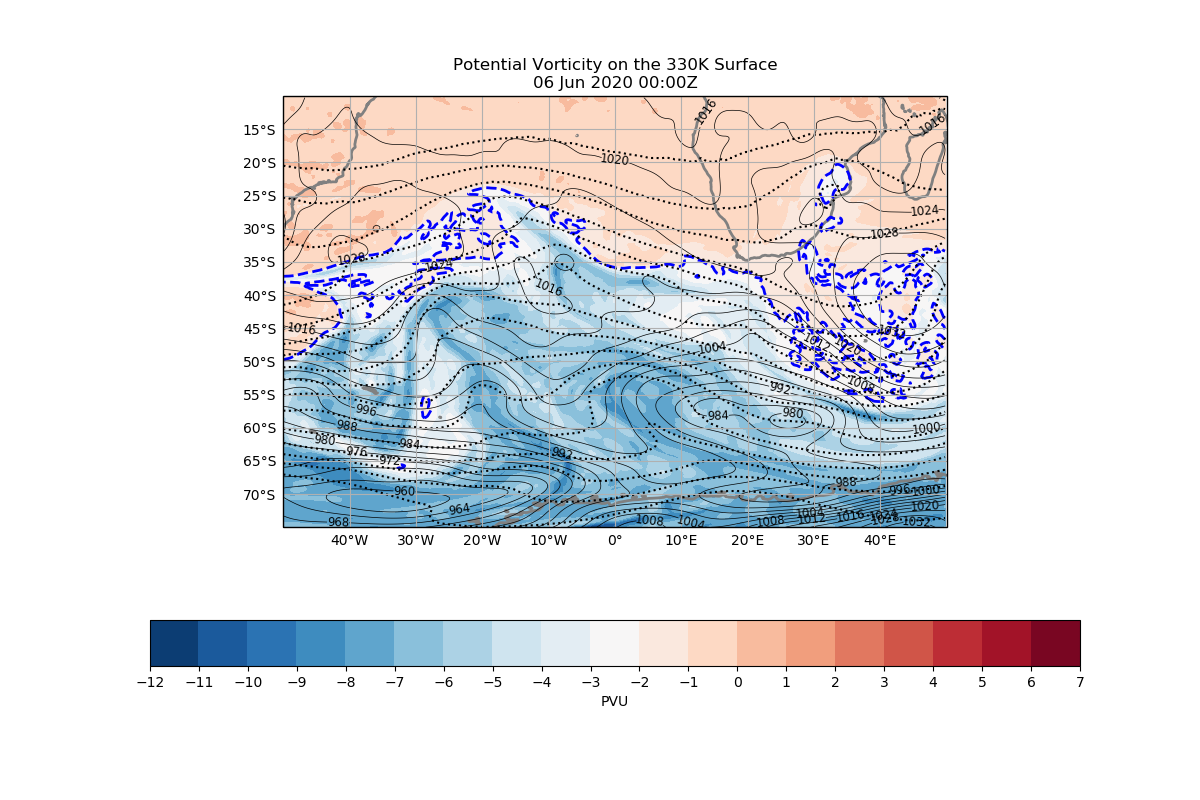 Potential Vorticity on the 330K Surface
06 Jun 2020 00:00Z
1016
1016
15°S
1020
20°S
25°S
1024
30°S
1028
1028
35°S
1024
40°S
1016
45°S
1016
1012
1020
1004
50°S
1008
992
55°S
996
984
980
988
1000
60°S
980
984
976
992
972
65°S
988
960
996
1000
70°S
964
1020
1004
1016
1024
968
1008
1004
1008
1012
1028
1032
40°W
30°W
20°W
10°W
0°
10°E
20°E
30°E
40°E
−12
−11
−10
−9
−8
−7
−6
−5
−4
−3
−2
−1
0
1
2
3
4
5
6
7
PVU